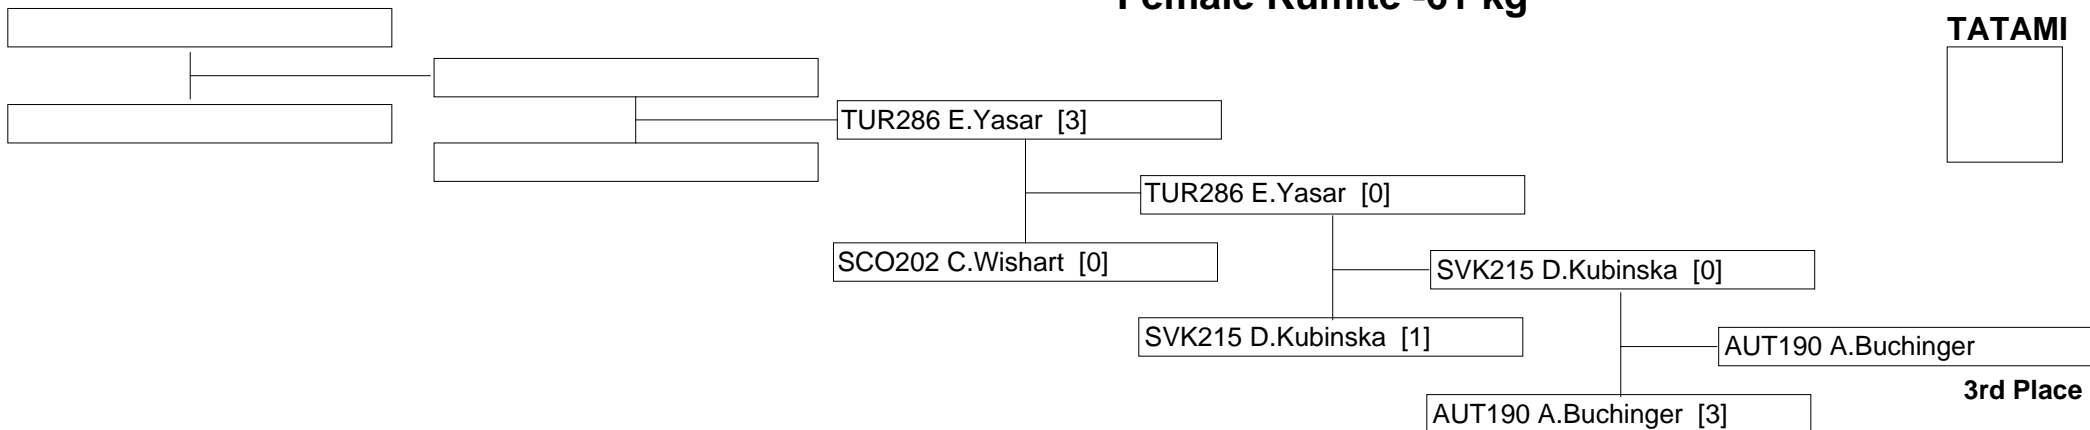 Female Kumite -61 kg
TATAMI
TUR286 E.Yasar [3]
TUR286 E.Yasar [0]
SCO202 C.Wishart [0]
SVK215 D.Kubinska [0]
SVK215 D.Kubinska [1]
AUT190 A.Buchinger
3rd Place
AUT190 A.Buchinger [3]